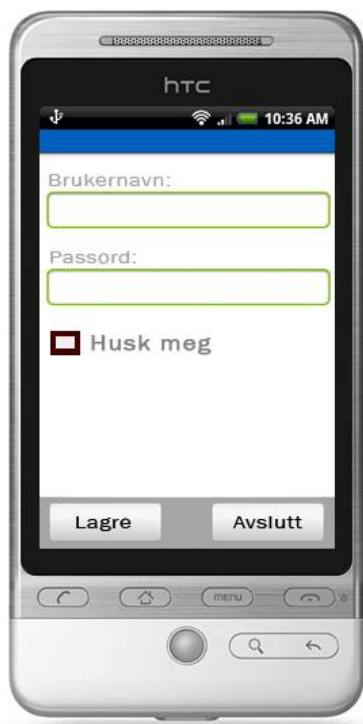 hTC
10:36 AM
Brukernavn:
Passord:
Husk meg
Lagre Avslutt
MENU